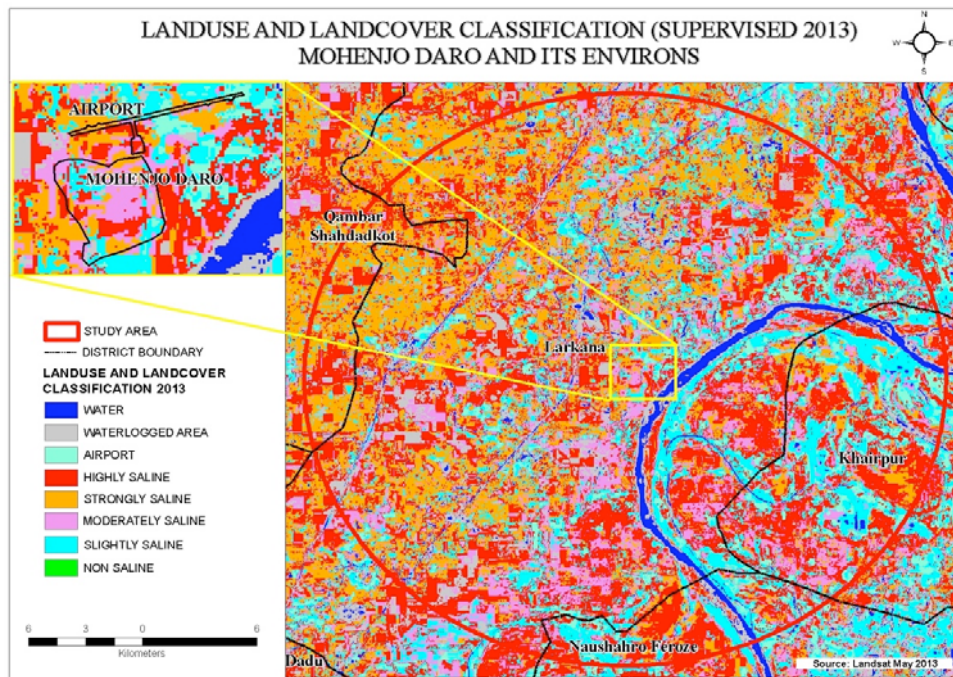 LANDUSE AND LANDCOVER CLASSIFICATION (SUPERVISED 2013)
MOHENJO DARO AND ITS ENVIRONS
N
W
E
S
AIRPORT
MOHENJO DARO
Qambar
Shahdadkot
Larkana
Khairpur
STUDY AREA
DISTRICT BOUNDARY
LANDUSE AND LANDCOVER
CLASSIFICATION 2013
WATER
WATERLOGGED AREA
AIRPORT
HIGHLY SALINE
STRONGLY SALINE
MODERATELY SALINE
SLIGHTLY SALINE
NON SALINE
6 3 0 6
Kilometers
Dadu
Naushahro Feroze
Source: Landsat May 2013